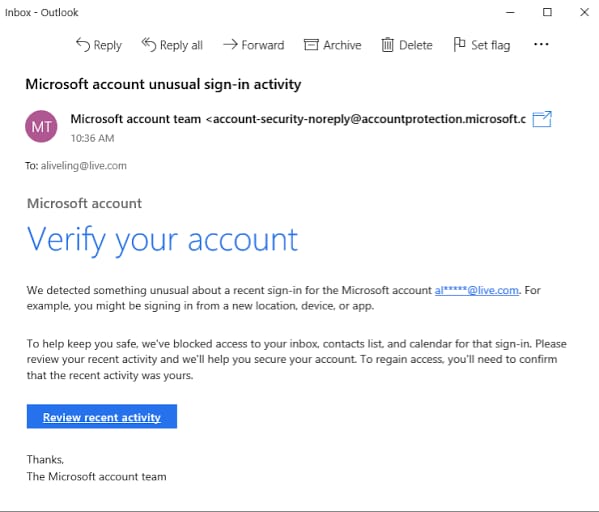 Inbox - Outlook
Reply Reply all Forward Archive Delete Set flag ...
Microsoft account unusual sign-in activity
MT
Microsoft account team <account-security-noreply@accountprotection.microsoft.c
10:36 AM
To: aliveling@live.com
Microsoft account
Verify your account
We detected something unusual about a recent sign-in for the Microsoft account al*****@live.com. For
example, you might be signing in from a new location, device, or app.
To help keep you safe, we've blocked access to your inbox, contacts list, and calendar for that sign-in. Please
review your recent activity and we'll help you secure your account. To regain access, you'll need to confirm
that the recent activity was yours.
Review recent activity
Thanks,
The Microsoft account team